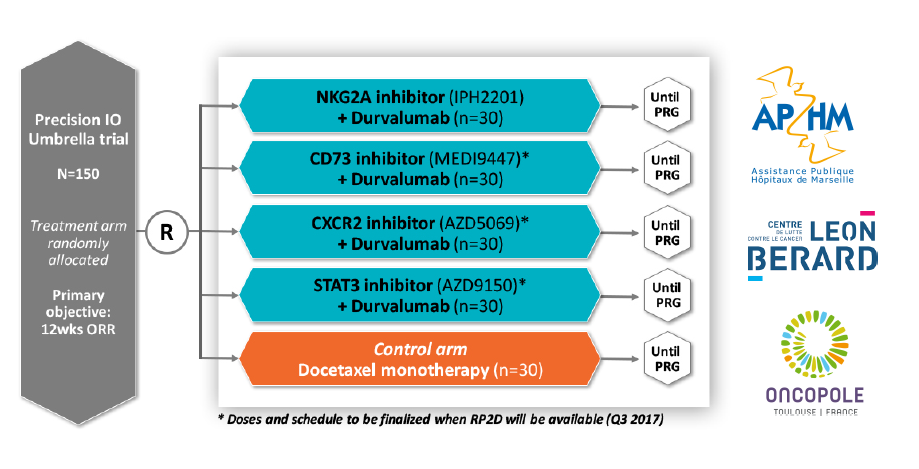 Precision IO
Umbrella trial
N=150
Treatment arm
randomly
allocated
Primary
objective:
12wks ORR
R
NKG2A inhibitor (IPH2201)
+ Durvalumab (n=30)
Until
PRG
CD73 inhibitor (MEDI9447)*
+ Durvalumab (n=30)
Until
PRG
CXCR2 inhibitor (AZD5069)*
+ Durvalumab (n=30)
Until
PRG
STAT3 inhibitor (AZD9150)*
+ Durvalumab (n=30)
Until
PRG
Control arm
Docetaxel monotherapy (n=30)
Until
PRG
* Doses and schedule to be finalized when RP2D will be available (Q3 2017)
AP HM
Assistance Publique
Hôpitaux de Marseille
CENTRE
DE LUTTE
CONTRE LE CANCER
LEON
BERARD
ONCOPOLE
TOULOUSE | FRANCE